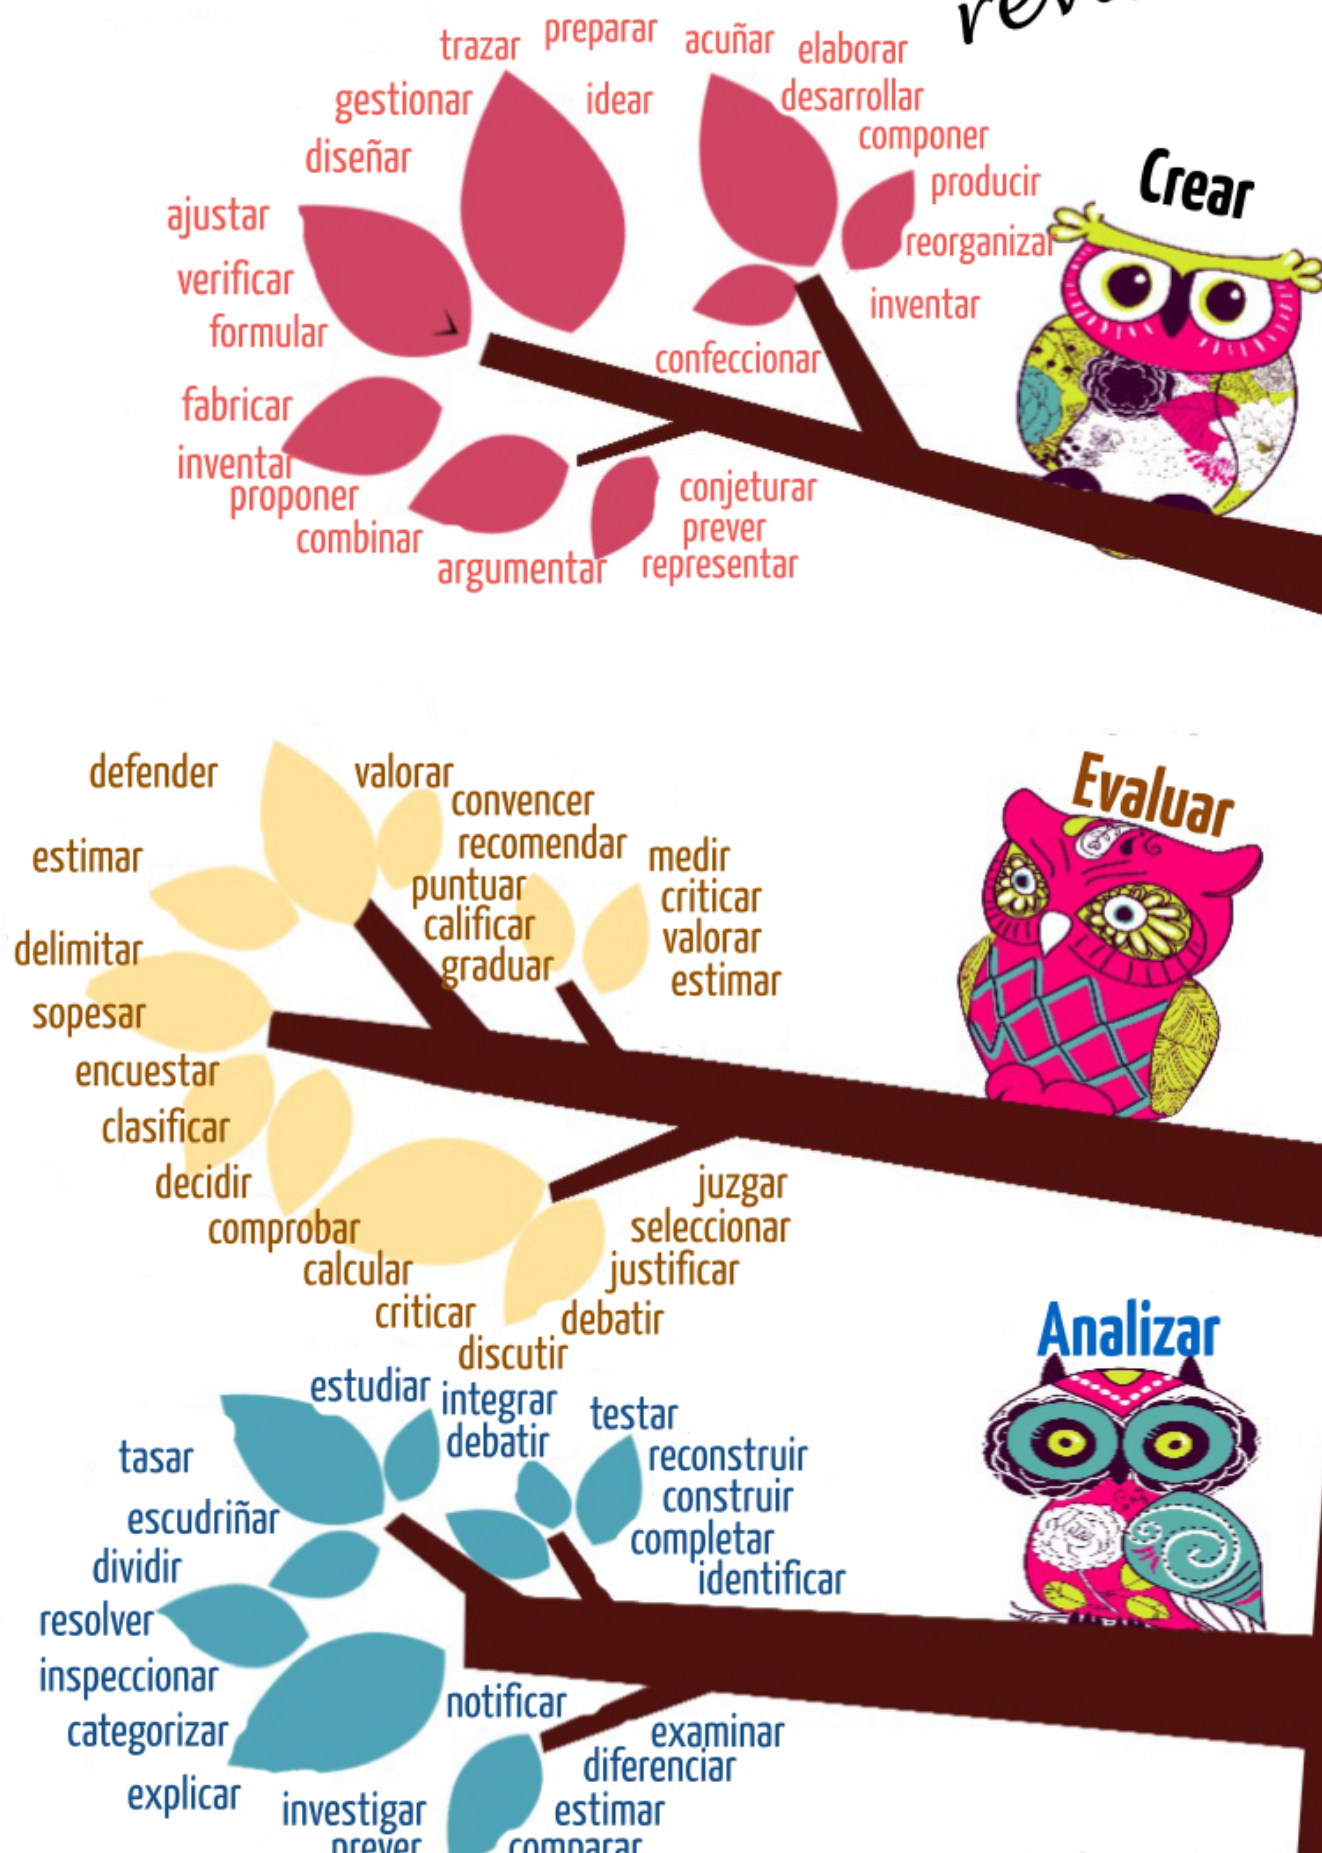 trazar
preparar
acuñar
elaborar
gestionar
idear
desarrollar
componer
diseñar
producir
Crear
ajustar
reorganizar
verificar
inventar
formular
confeccionar
fabricar
inventar
proponer
combinar
argumentar
conjeturar
prever
representar
defender
valorar
convencer
recomendar
medir
Evaluar
estimar
puntuar
criticar
calificar
valorar
delimitar
graduar
estimar
sopesar
encuestar
clasificar
decidir
comprobar
calcular
criticar
discutir
debatir
justificar
seleccionar
juzgar
Analizar
estudiar
integrar
debatir
testar
reconstruir
construir
completar
identificar
tasar
escudriñar
dividir
resolver
inspeccionar
categorizar
explicar
notificar
examinar
diferenciar
investigar
estimar
prever
comparar